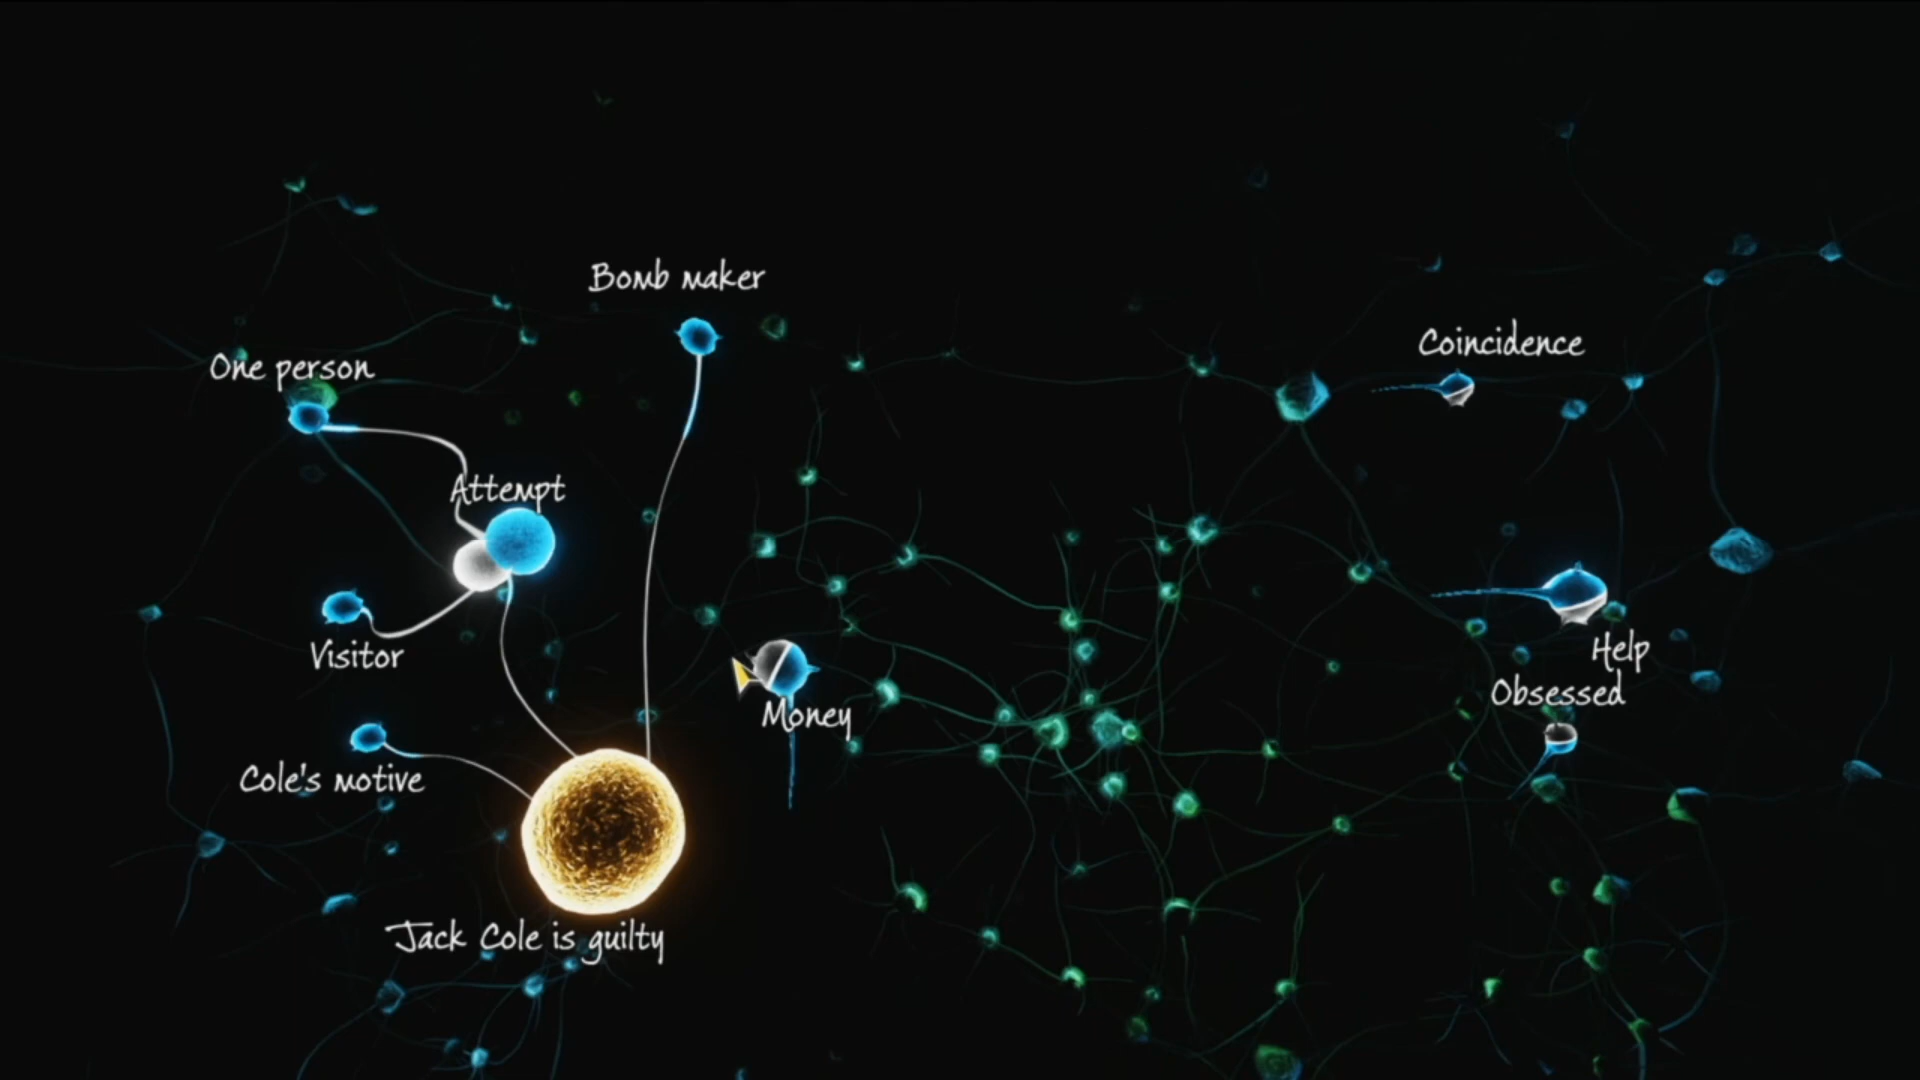 Bomb maker
Coincidence
One person
Attempt
Visitor
Help
Obsessed
Money
Cole's motive
Jack Cole is guilty